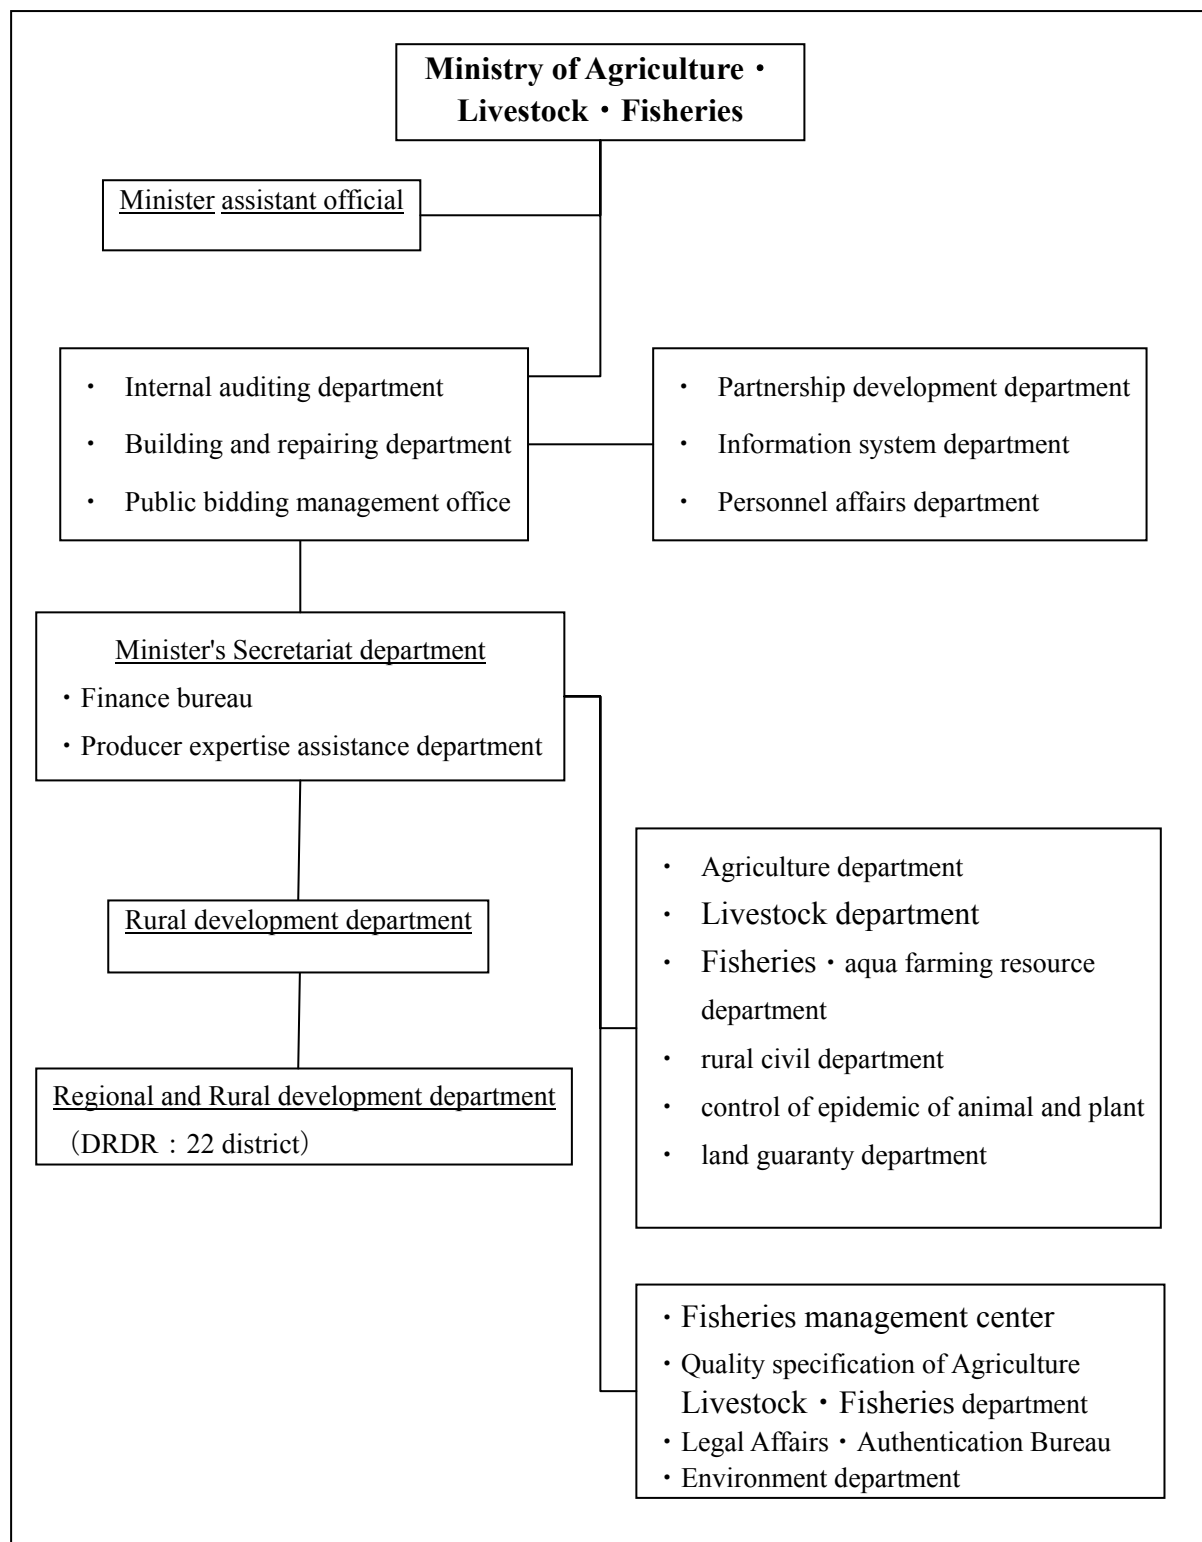 Ministry of Agriculture・
Livestock・Fisheries
Minister assistant official
・ Internal auditing department
・ Building and repairing department
・ Public bidding management office
・ Partnership development department
・ Information system department
・ Personnel affairs department
Minister's Secretariat department
・Finance bureau
・Producer expertise assistance department
Rural development department
Regional and Rural development department
（DRDR：22 district）
・ Agriculture department
・ Livestock department
・ Fisheries・aqua farming resource
department
・ rural civil department
・ control of epidemic of animal and plant
・ land guaranty department
・Fisheries management center
・Quality specification of Agriculture
Livestock・Fisheries department
・Legal Affairs・Authentication Bureau
・Environment department